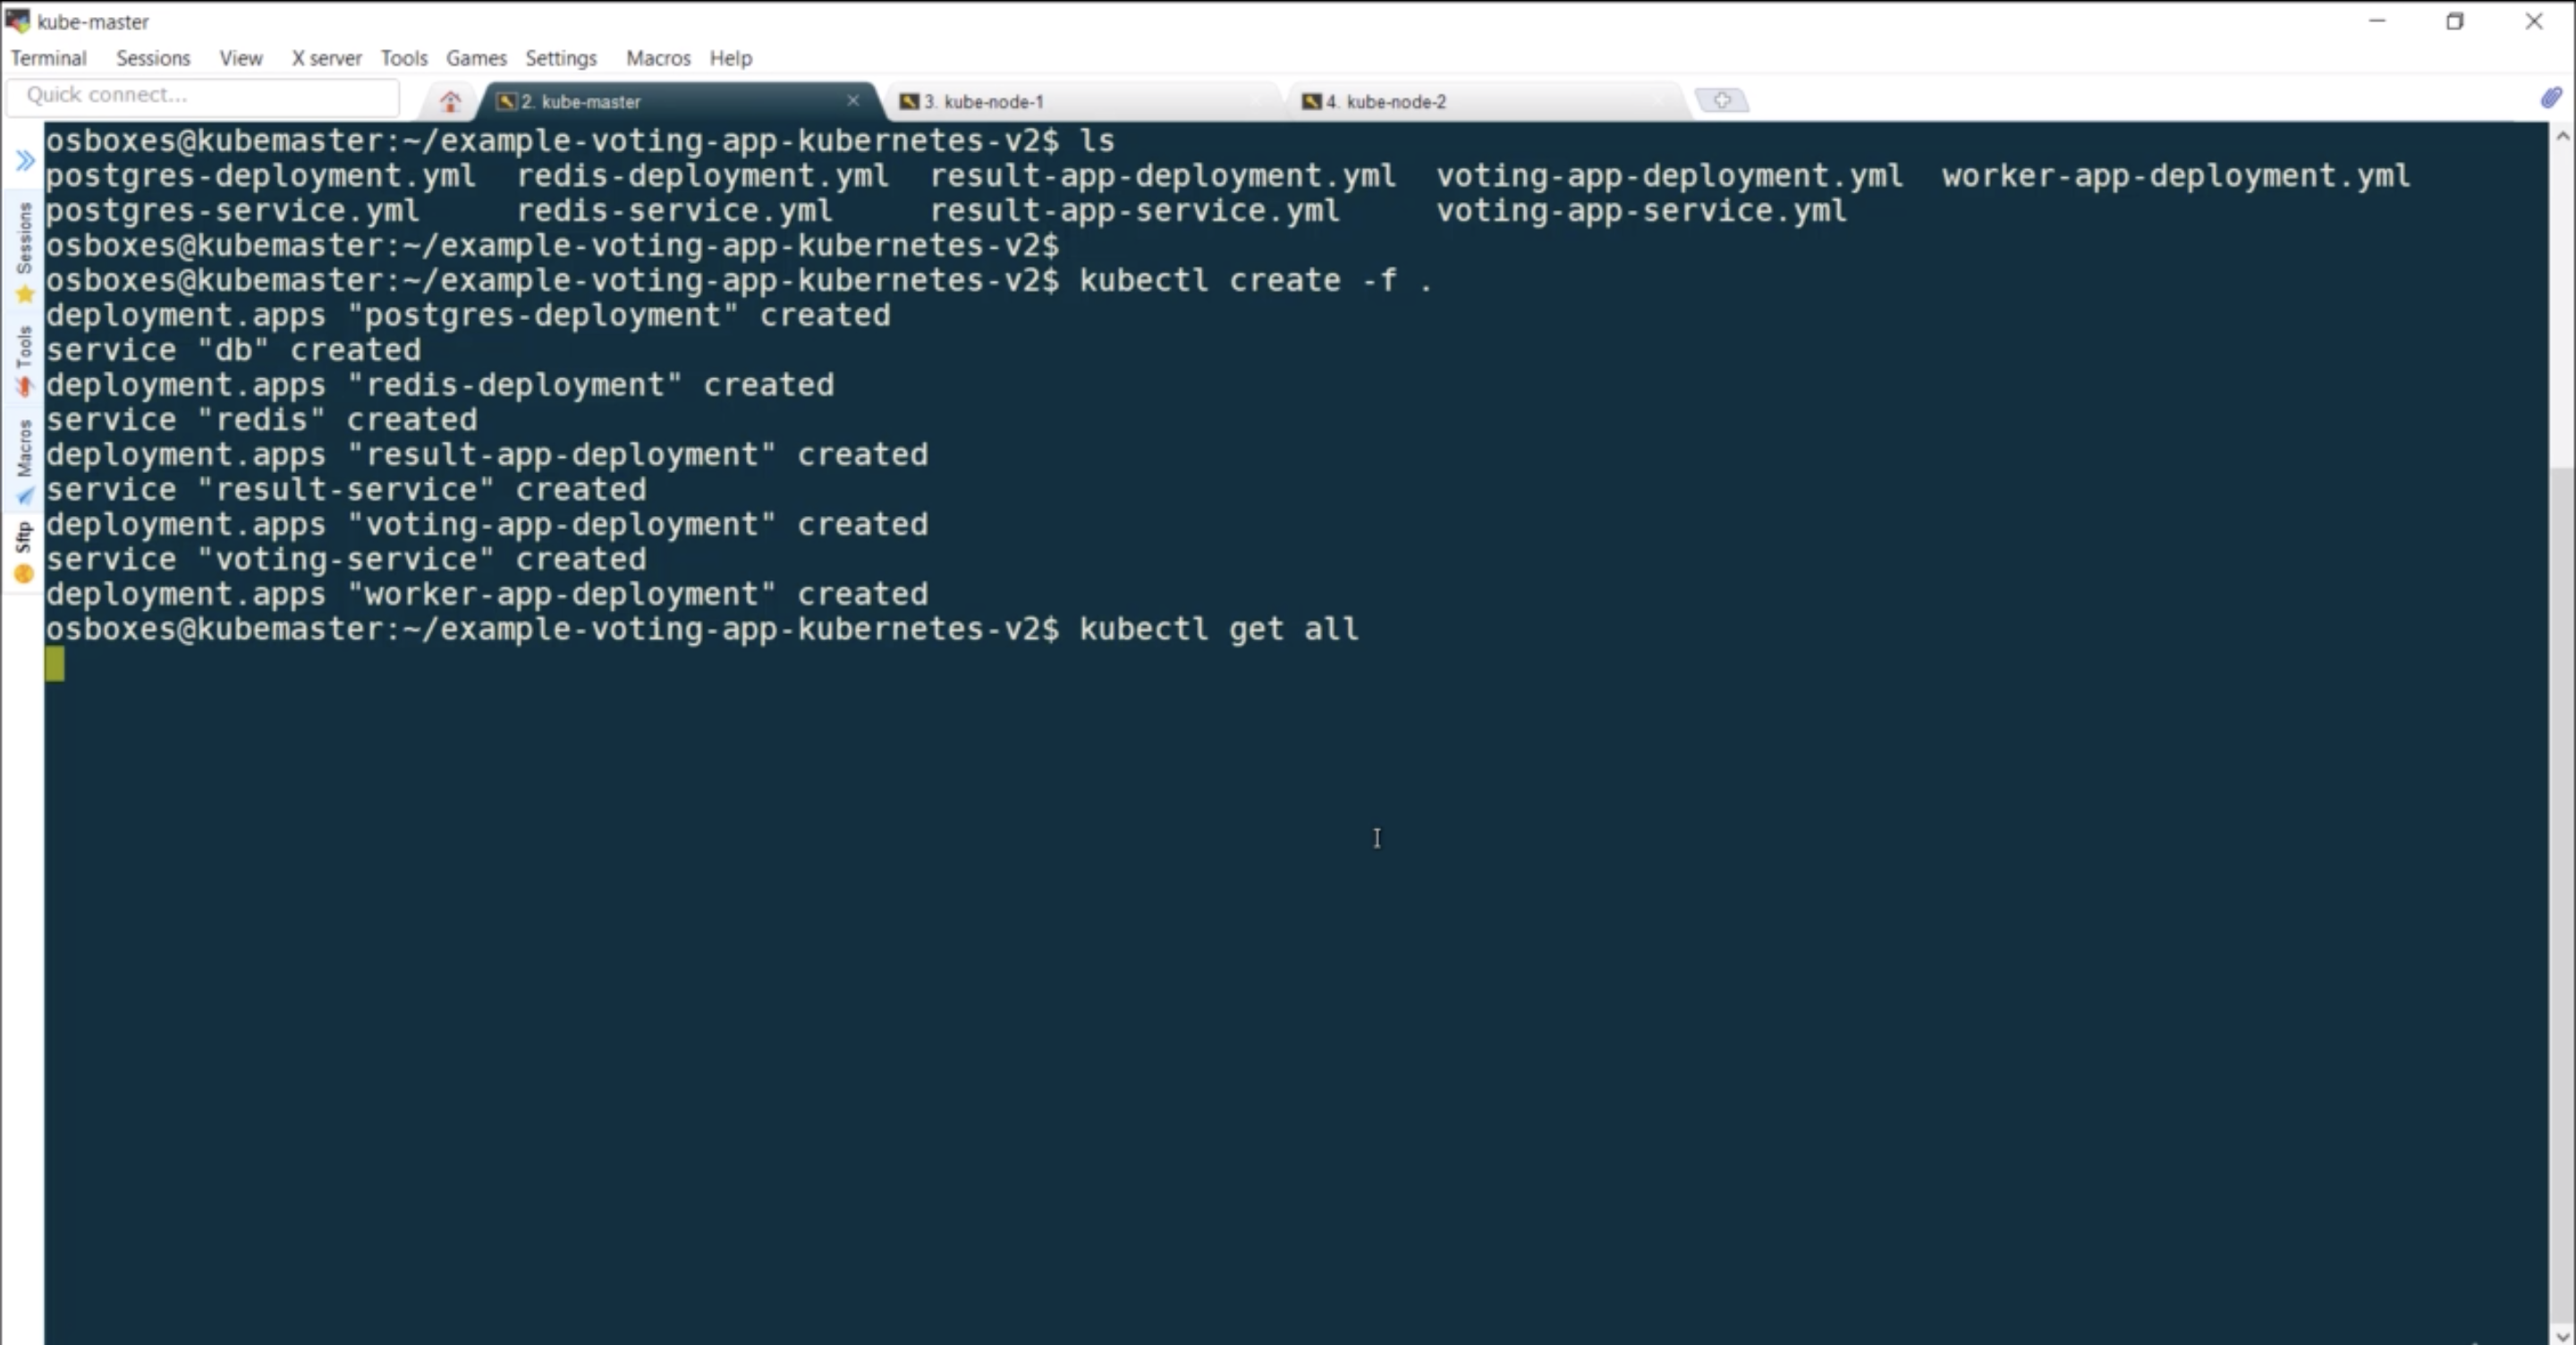 kube-master
Terminal Sessions View X server Tools Games Settings Macros Help
Quick connect... 2. kube-master 3. kube-node-1 4. kube-node-2
osboxes@kubemaster:~/example-voting-app-kubernetes-v2$ ls
postgres-deployment.yml redis-deployment.yml result-app-deployment.yml voting-app-deployment.yml worker-app-deployment.yml
postgres-service.yml redis-service.yml result-app-service.yml voting-app-service.yml
osboxes@kubemaster:~/example-voting-app-kubernetes-v2$
osboxes@kubemaster:~/example-voting-app-kubernetes-v2$ kubectl create -f .
deployment.apps "postgres-deployment" created
service "db" created
deployment.apps "redis-deployment" created
service "redis" created
deployment.apps "result-app-deployment" created
service "result-service" created
deployment.apps "voting-app-deployment" created
service "voting-service" created
deployment.apps "worker-app-deployment" created
osboxes@kubemaster:~/example-voting-app-kubernetes-v2$ kubectl get all
Sessions
Tools
Macros
Sftp